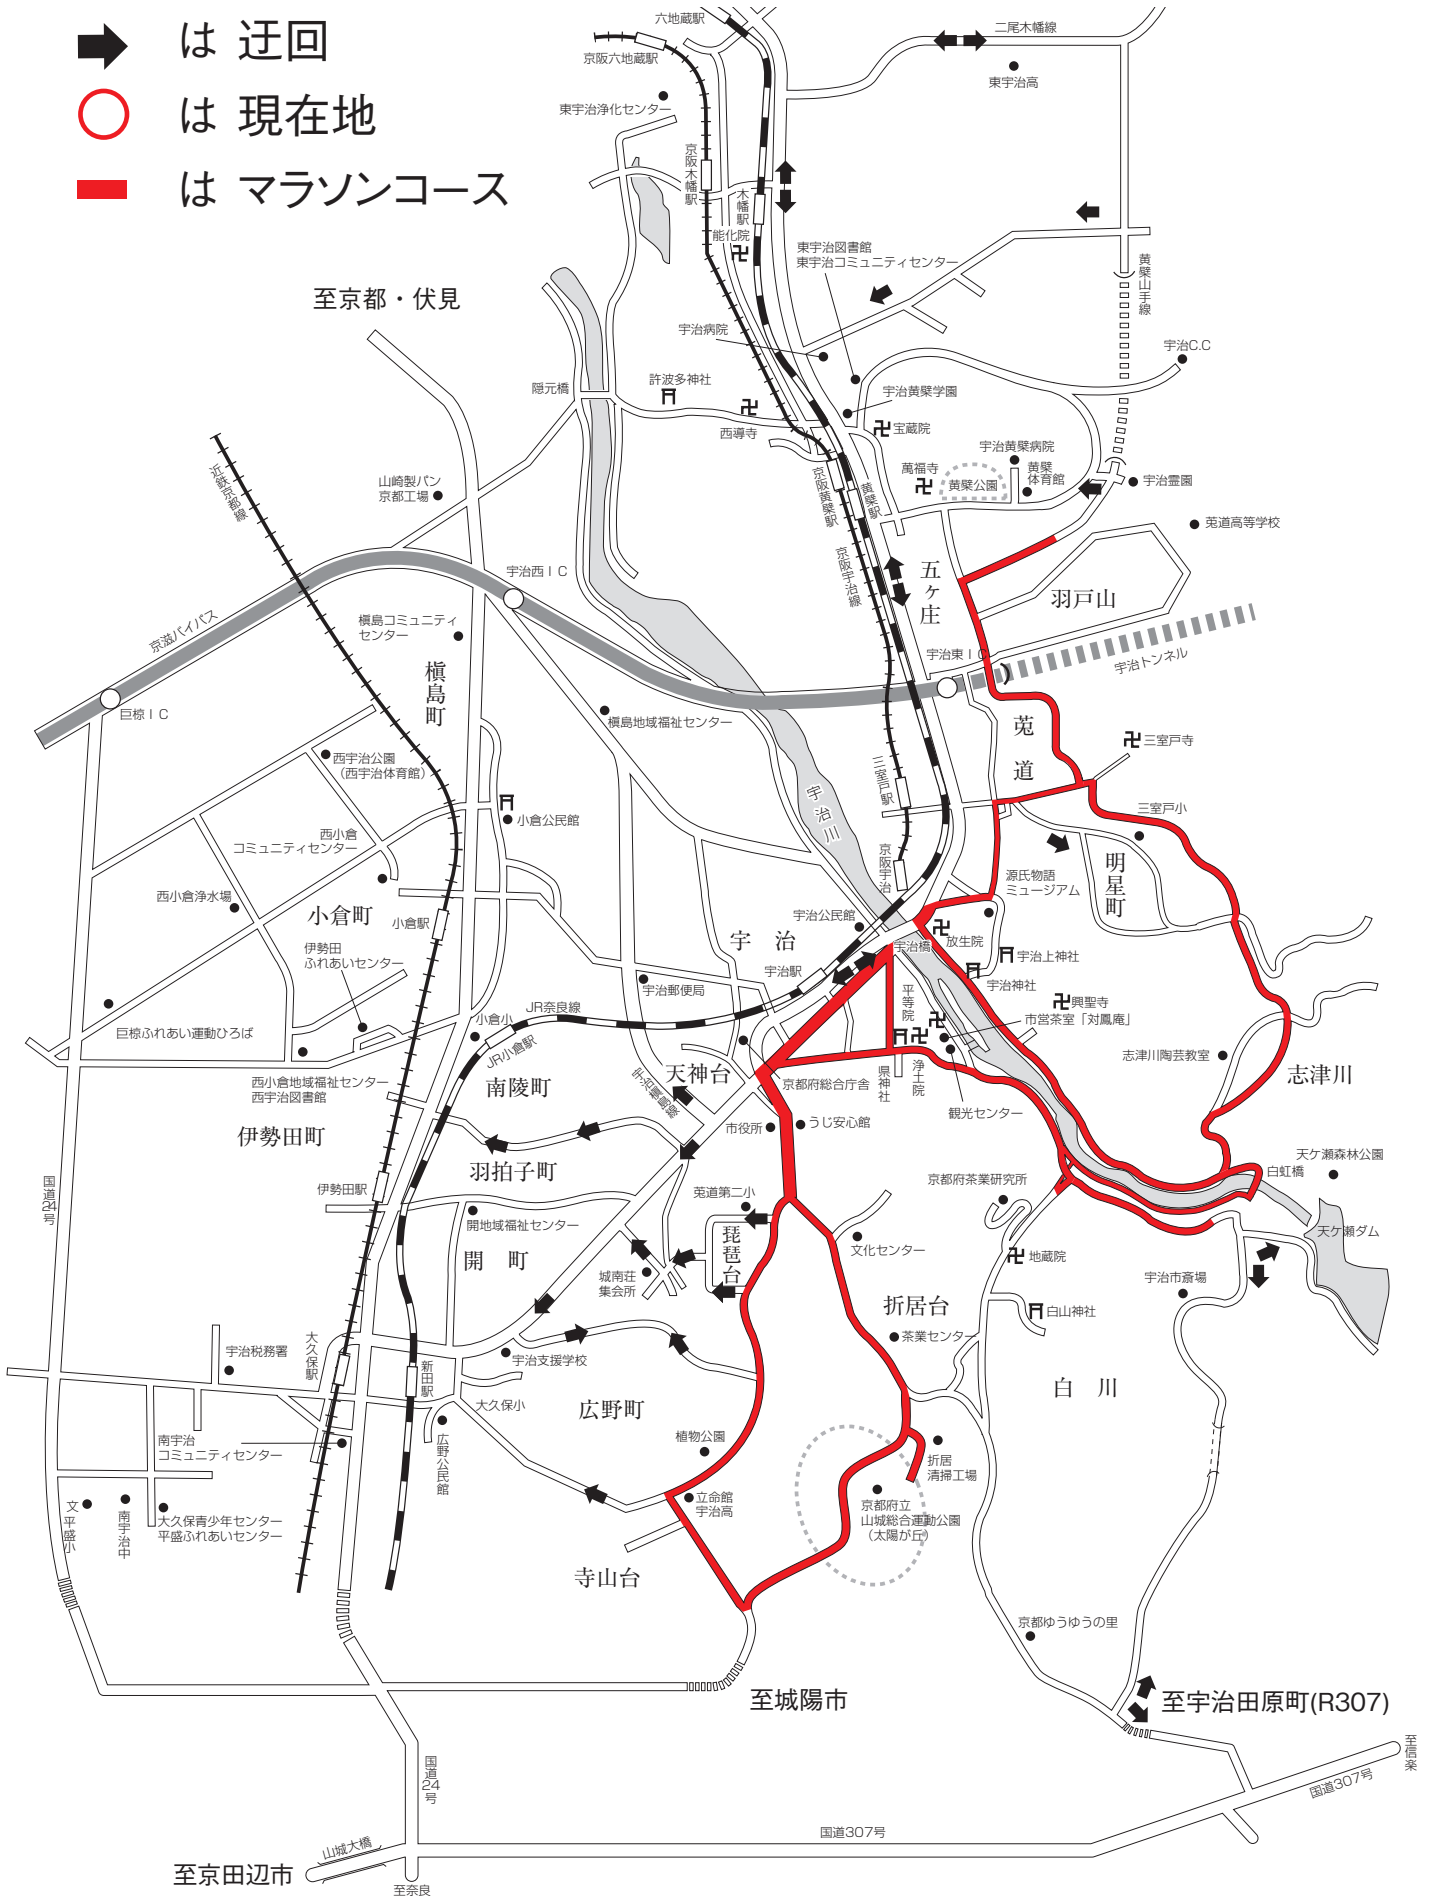 は 迂回
は 現在地
は マラソンコース
六地蔵駅
京阪六地蔵駅
東宇治浄化センター
二尾木幡線
東宇治高
京阪木幡駅
木幡駅
能化院
東宇治図書館
東宇治コミュニティセンター
黄檗山手線
至京都・伏見
宇治病院
宇治C.C
隠元橋
許波多神社
西導寺
宇治黄檗学園
宝蔵院
宇治黄檗病院
萬福寺
黄檗公園
黄檗
体育館
宇治霊園
莵道高等学校
近鉄京都線
山崎製パン
京都工場
京阪黄檗駅
黄檗駅
京阪宇治線
五ヶ庄
羽戸山
宇治西IC
京滋バイパス
槇島コミュニティ
センター
槇島町
宇治東IC
宇治トンネル
巨椋IC
槇島地域福祉センター
莵道
三室戸寺
西宇治公園
(西宇治体育館)
三室戸駅
宇治川
三室戸小
小倉公民館
西小倉
コミュニティセンター
京阪宇治
明星町
源氏物語
ミュージアム
西小倉浄水場
小倉町
小倉駅
宇治公民館
宇治
宇治橋
放生院
伊勢田
ふれあいセンター
宇治駅
宇治上神社
宇治神社
宇治郵便局
平等院
興聖寺
市営茶室「対鳳庵」
巨椋ふれあい運動ひろば
小倉小
JR奈良線
JR小倉駅
志津川陶芸教室
志津川
西小倉地域福祉センター
西宇治図書館
南陵町
天神台
宇治槇島線
京都府総合庁舎
県神社
浄土院
観光センター
伊勢田町
市役所
うじ安心館
羽拍子町
天ケ瀬森林公園
白虹橋
国道24号
伊勢田駅
莵道第二小
京都府茶業研究所
開地域福祉センター
琵琶台
文化センター
天ケ瀬ダム
開町
地蔵院
城南荘
集会所
宇治市斎場
折居台
白山神社
茶業センター
大久保駅
宇治税務署
宇治支援学校
新田駅
白川
大久保小
広野町
南宇治
コミュニティセンター
広野公民館
植物公園
折居
清掃工場
文
平盛小
南宇治中
大久保青少年センター
平盛ふれあいセンター
立命館
宇治高
京都府立
山城総合運動公園
(太陽が丘)
寺山台
京都ゆうゆうの里
至城陽市
至宇治田原町(R307)
国道24号
至信楽
国道307号
国道307号
山城大橋
至京田辺市
至奈良